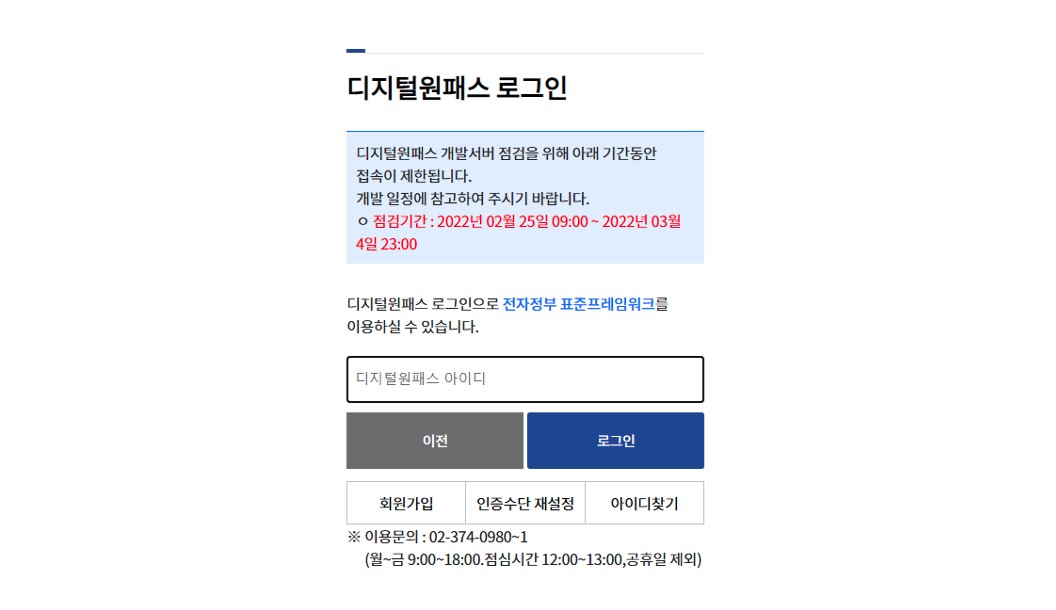 디지털원패스 로그인
디지털원패스 개발서버 점검을 위해 아래 기간동안
접속이 제한됩니다.
개발 일정에 참고하여 주시기 바랍니다.
ㅇ 점검기간 : 2022년 02월 25일 09:00 ~ 2022년 03월
4일 23:00
디지털원패스 로그인으로 전자정부 표준프레임워크를
이용하실 수 있습니다.
디지털원패스 아이디
이전
로그인
회원가입
인증수단 재설정
아이디찾기
※ 이용문의 : 02-374-0980~1
(월~금 9:00~18:00.점심시간 12:00~13:00,공휴일 제외)